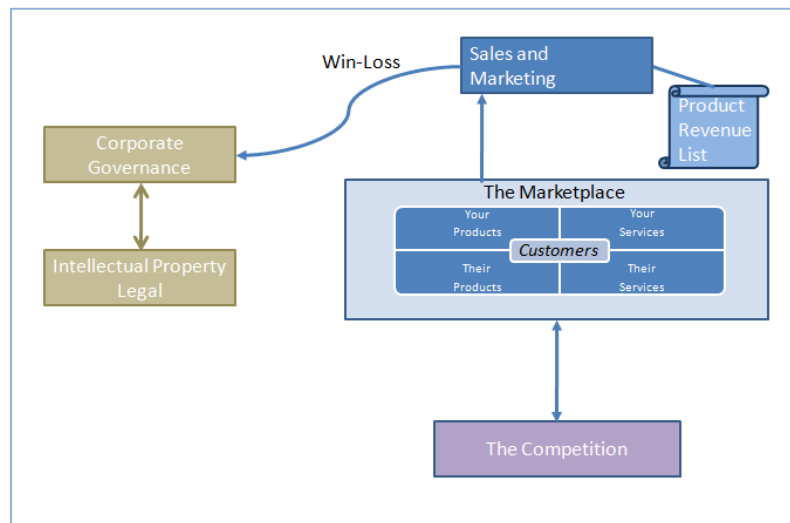 Win-Loss
Sales and
Marketing
Product
Revenue
List
Corporate
Governance
Intellectual Property
Legal
The Marketplace
Your
Products
Your
Services
Customers
Their
Products
Their
Services
The Competition